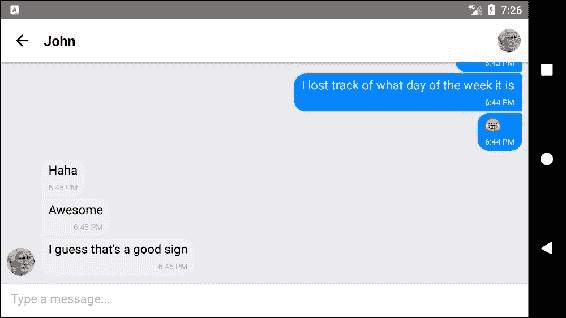 7:26
John
6:43 PM
I lost track of what day of the week it is
6:44 PM
6:44 PM
Haha
6:45 PM
Awesome
6:45 PM
I guess that's a good sign
6:45 PM
Type a message...